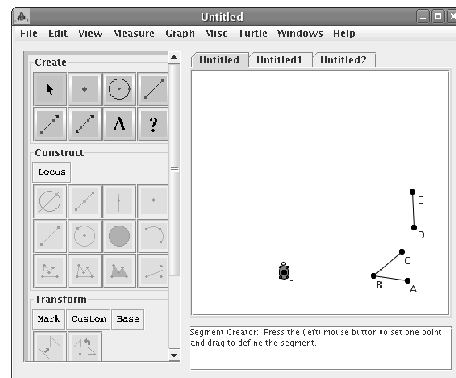 Untitled
File Edit View Measure Graph Misc Turtle Windows Help
Untitled Untitled1 Untitled2
Create
A ?
Construct
Locus
Transform
Mark Custom Base
E
D
C
B
A
Segment Creator: Press the (left) mouse button to set one point
and drag to define the segment.